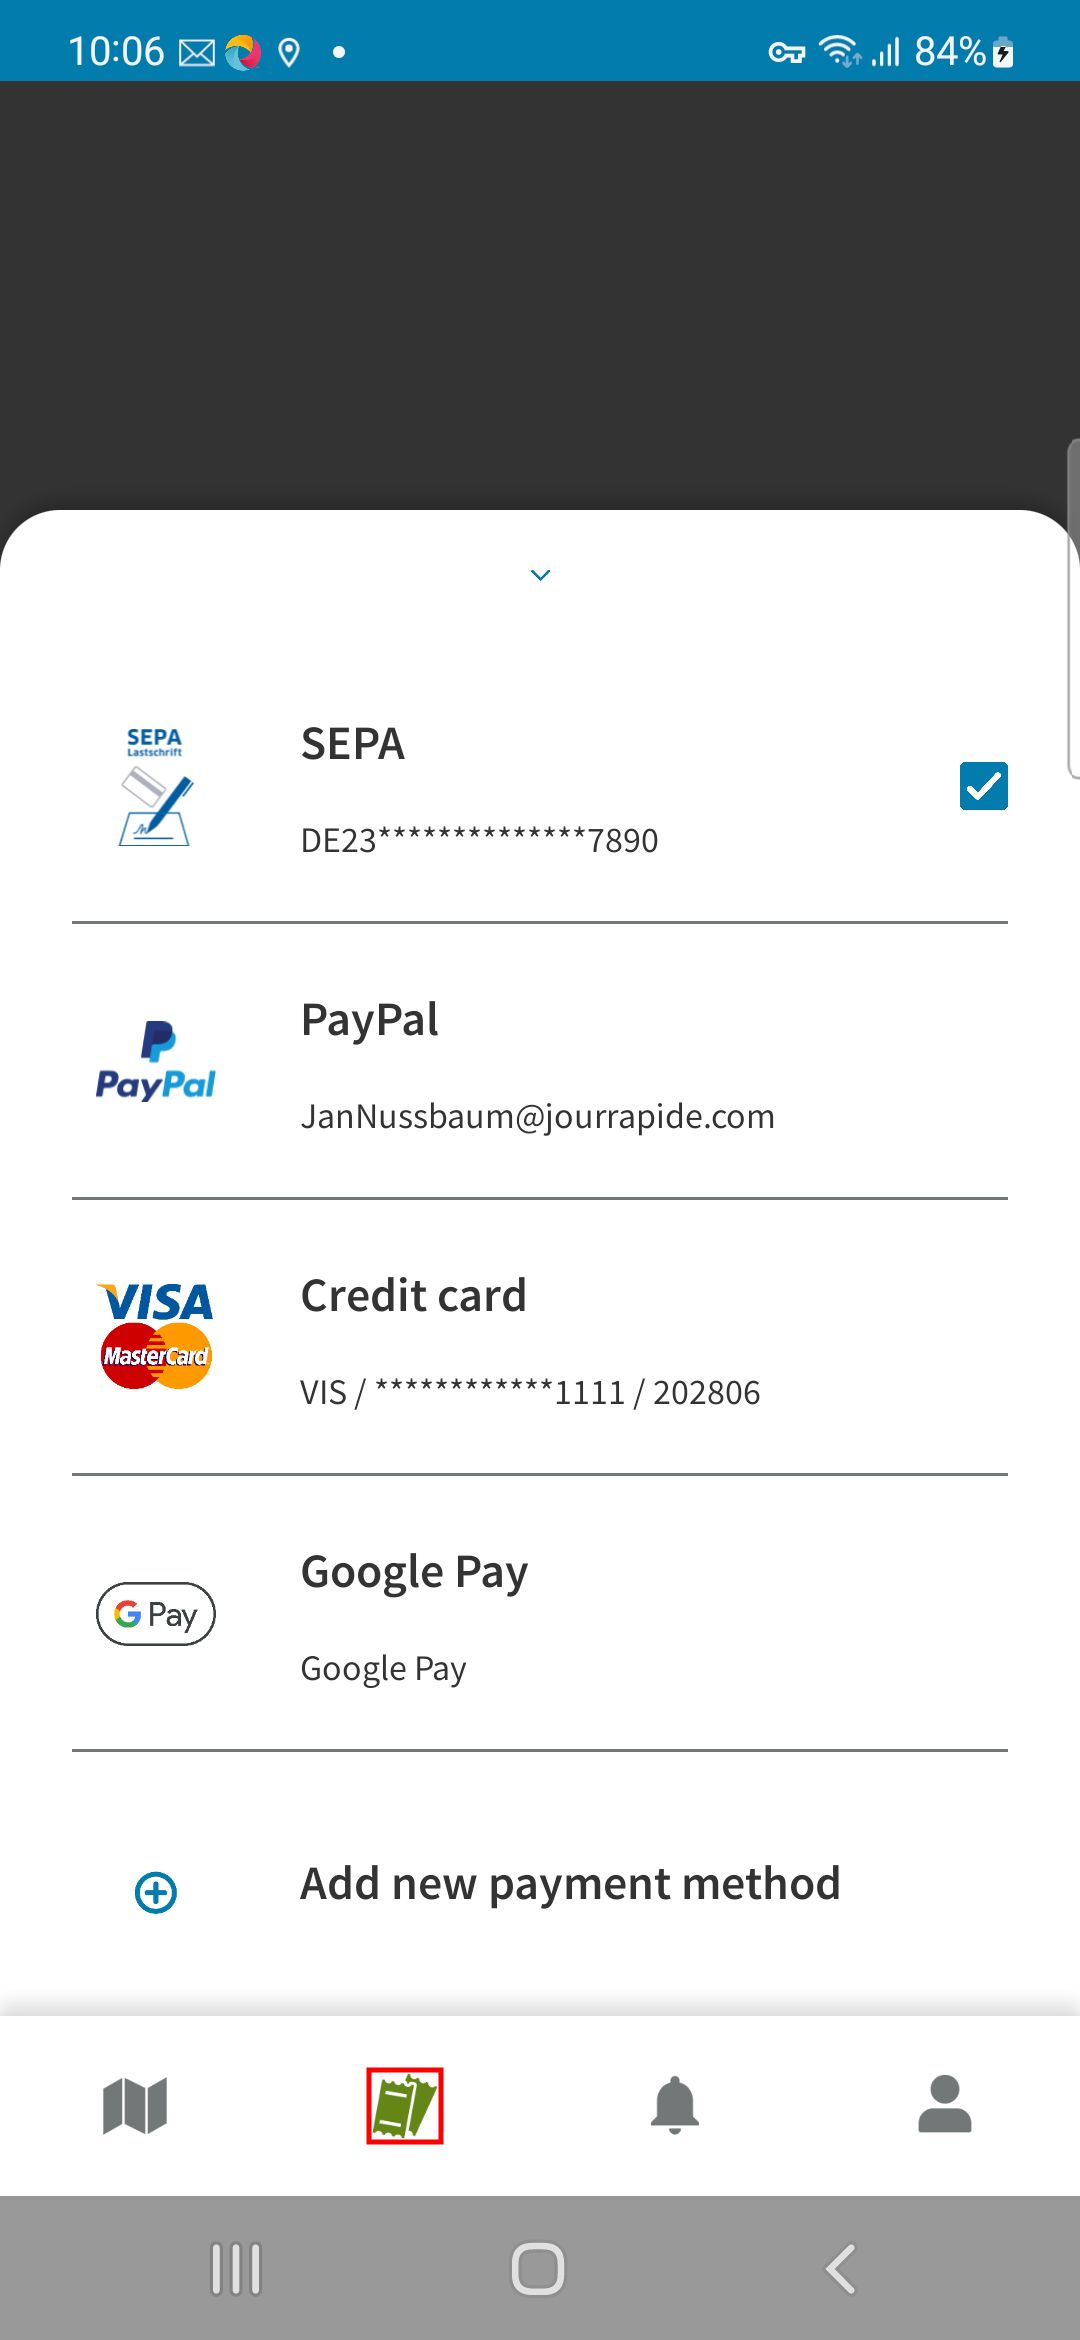 10:06
84%
SEPA
Lastschrift
SEPA
DE23**************7890
PayPal
PayPal
JanNussbaum@jourrapide.com
VISA
MasterCard
Credit card
VIS / ************1111 / 202806
G Pay
Google Pay
Google Pay
Add new payment method